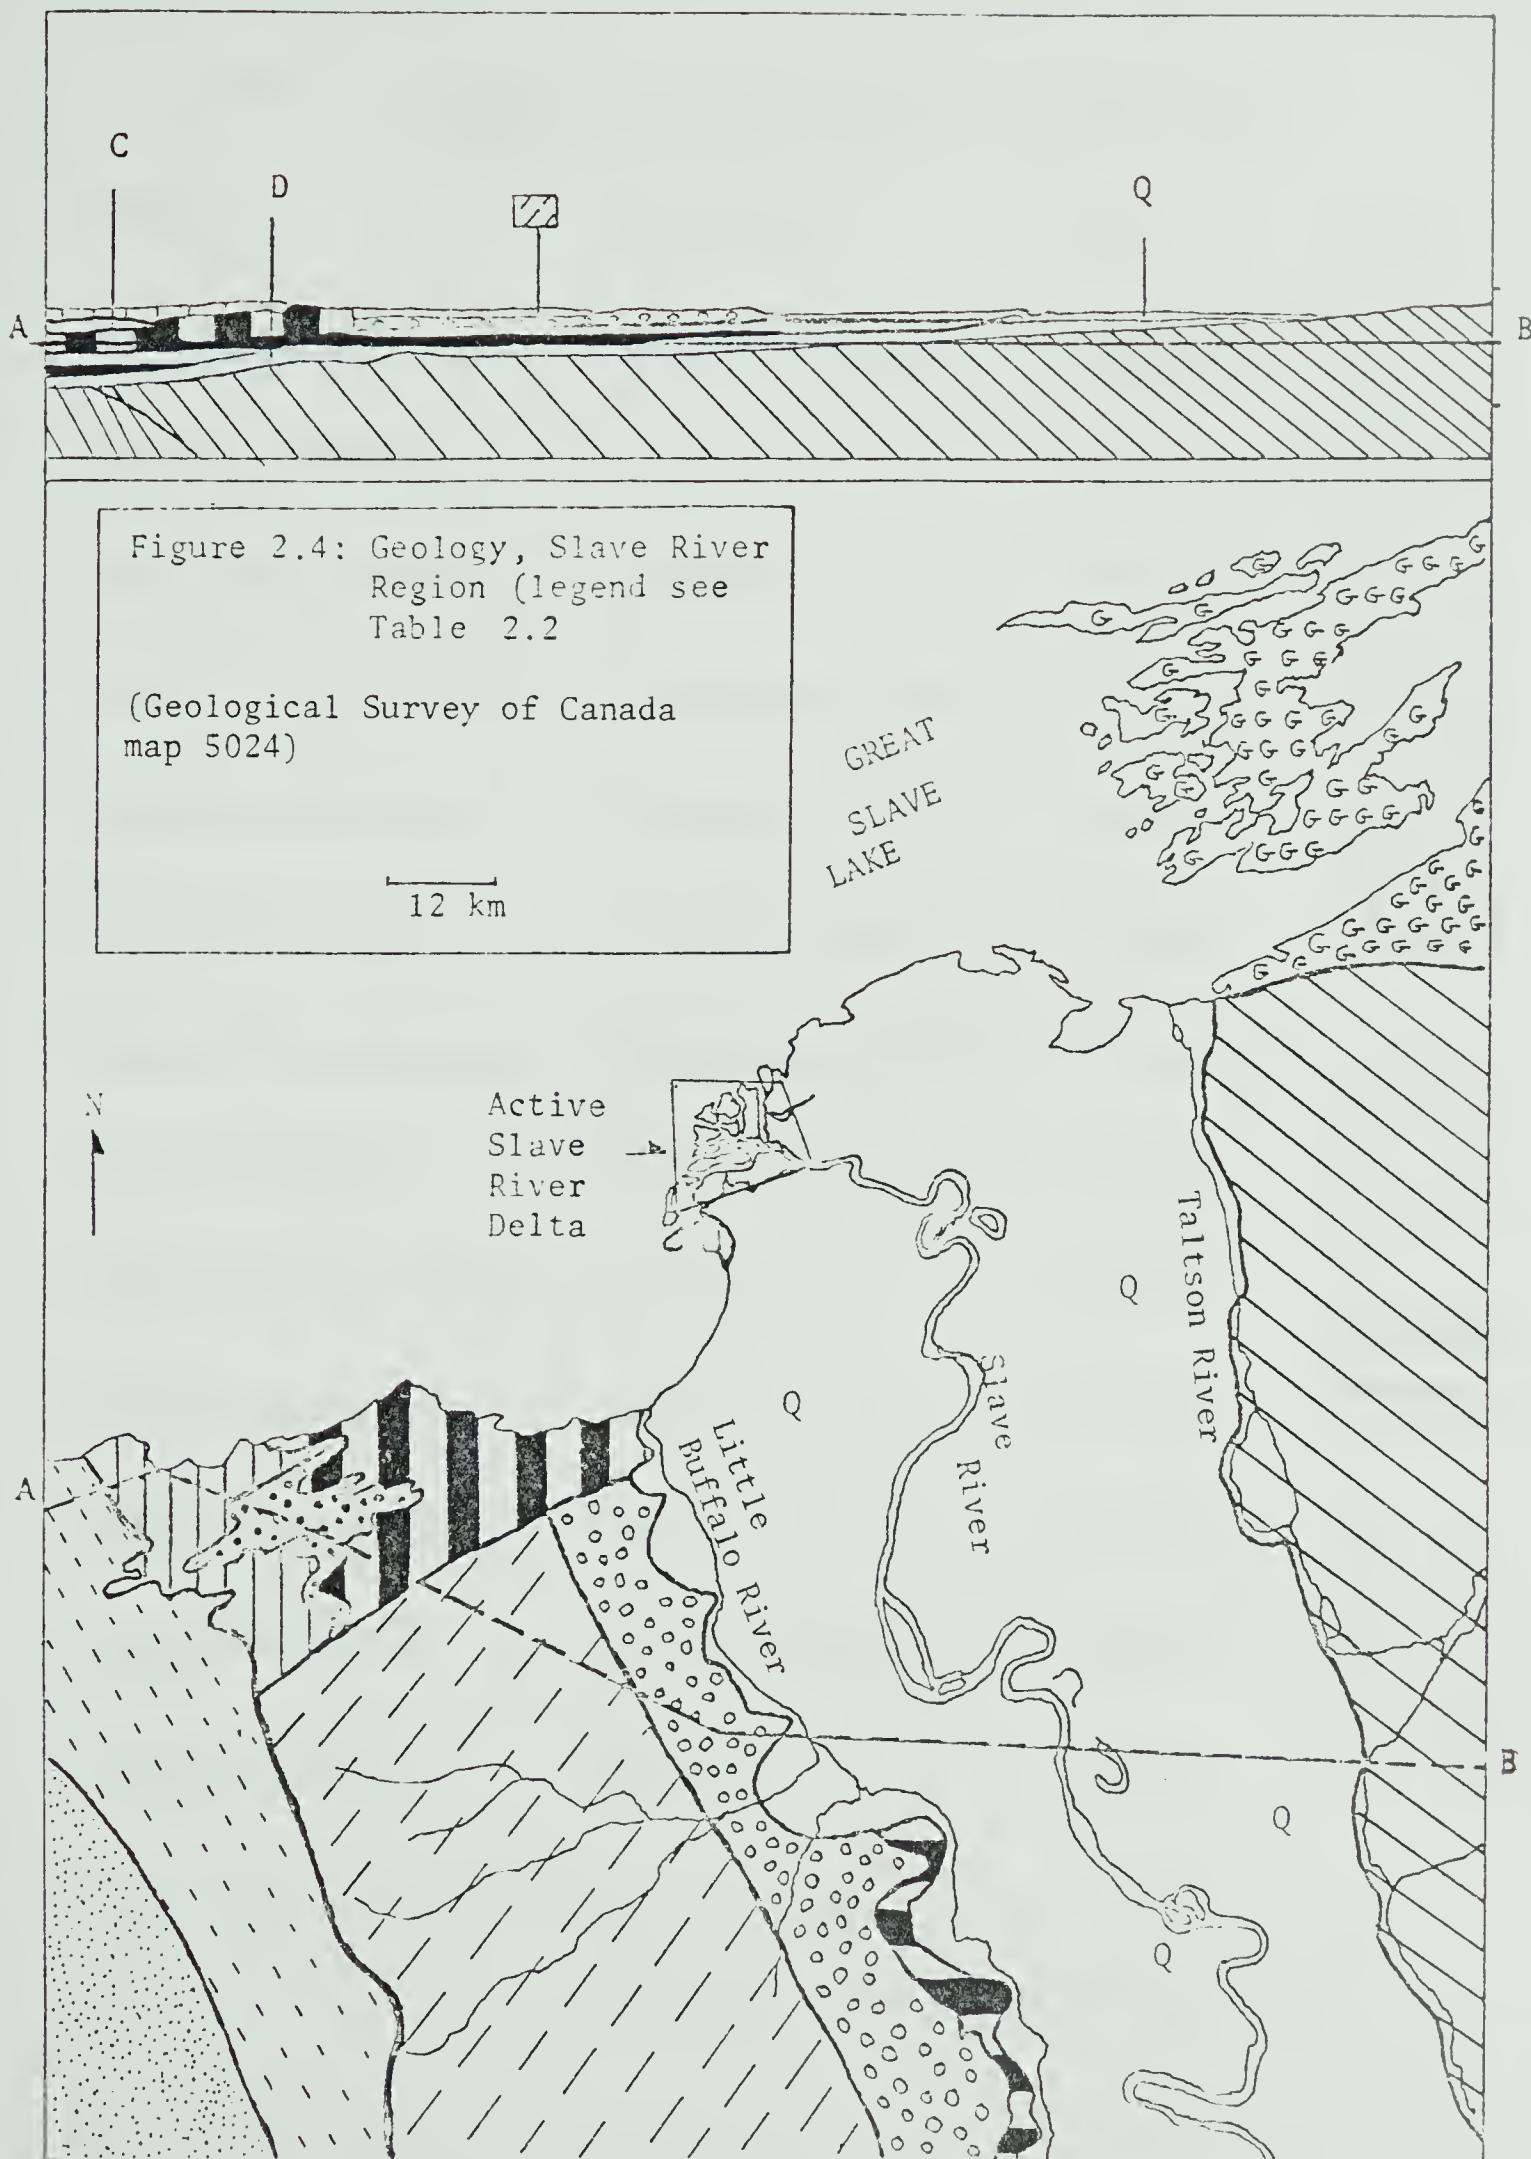 C
D
Q
A
B
Figure 2.4: Geology, Slave River
Region (legend see
Table 2.2
(Geological Survey of Canada
map 5024)
12 km
GREAT
SLAVE
LAKE
G
G G G
G
G
G G G
G
G G G
G
G G G
G
G
G G G G
G
G
G G G
G
G
G G
G G G G
G
G G G
G
G
G G
G G G
G G G
G G G G
G G G G G
G G G
N
Active
Slave
River
Delta
Q
Taltson River
Q
Slave
River
Little
Buffalo River
A
B
Q
Q